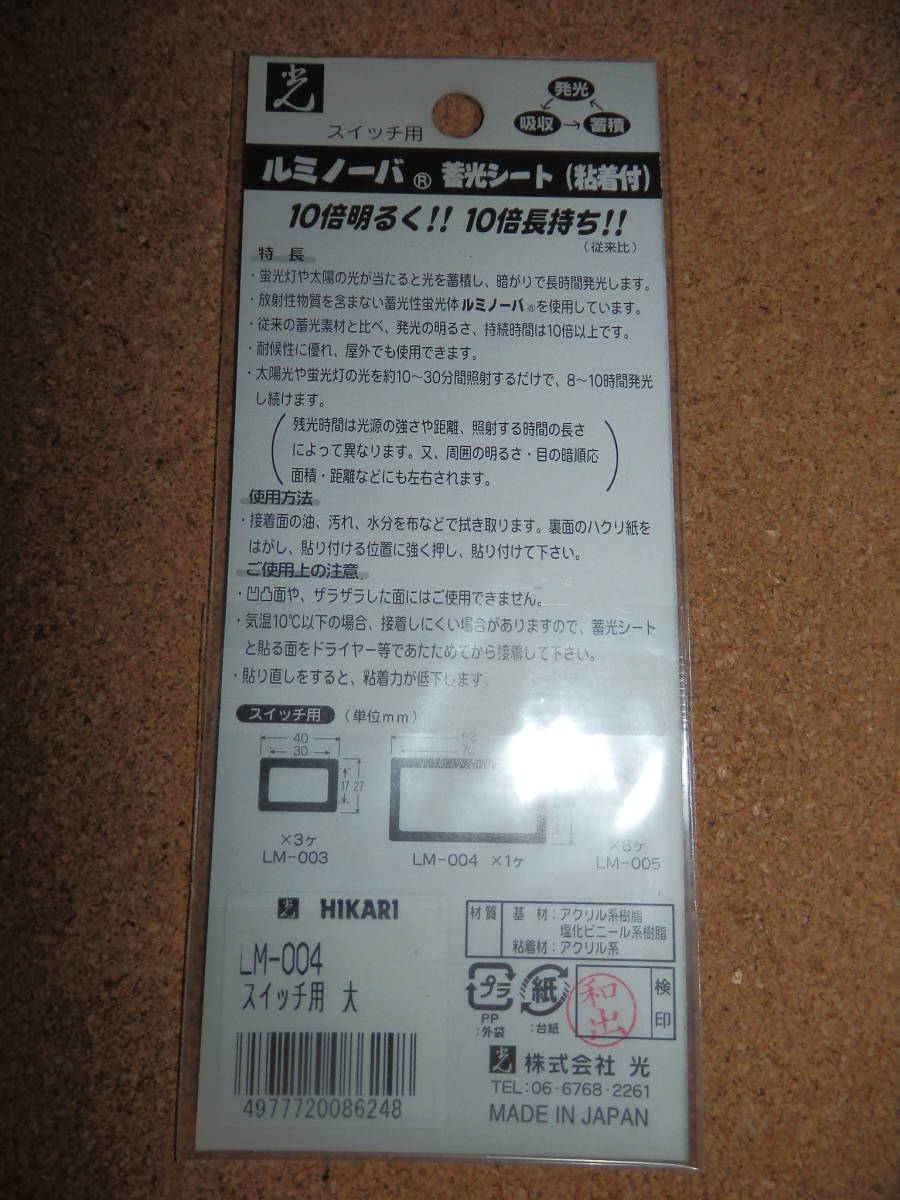 光
発光
吸収 → 蓄積
スイッチ用
ルミノーバ® 蓄光シート(粘着付)
10倍明るく!! 10倍長持ち!!
(従来比)
特 長
・蛍光灯や太陽の光が当たると光を蓄積し、暗がりで長時間発光します。
・放射性物質を含まない蓄光性蛍光体ルミノーバ®を使用しています。
・従来の蓄光素材と比べ、発光の明るさ、持続時間は10倍以上です。
・耐候性に優れ、屋外でも使用できます。
・太陽光や蛍光灯の光を約10〜30分間照射するだけで、8〜10時間発光
し続けます。
残光時間は光源の強さや距離、照射する時間の長さ
によって異なります。又、周囲の明るさ・目の暗順応
面積・距離などにも左右されます。
使用方法
・接着面の油、汚れ、水分を布などで拭き取ります。裏面のハクリ紙を
はがし、貼り付ける位置に強く押し、貼り付けて下さい。
ご使用上の注意
・凹凸面や、ザラザラした面にはご使用できません。
・気温10℃以下の場合、接着しにくい場合がありますので、蓄光シート
と貼る面をドライヤー等であたためてから接着して下さい。
・貼り直しをすると、粘着力が低下します。
スイッチ用 (単位mm)
40
30
17 27
×3ヶ
LM-003
70
LM-004 ×1ヶ
×8ヶ
LM-005
光 HIKARI
LM-004
スイッチ用 大
4977720086248
材質 基 材:アクリル系樹脂
塩化ビニール系樹脂
粘着材:アクリル系
プラ
PP
:外袋
紙
:台紙
和出
検印
光 株式会社 光
TEL:06-6768-2261
MADE IN JAPAN